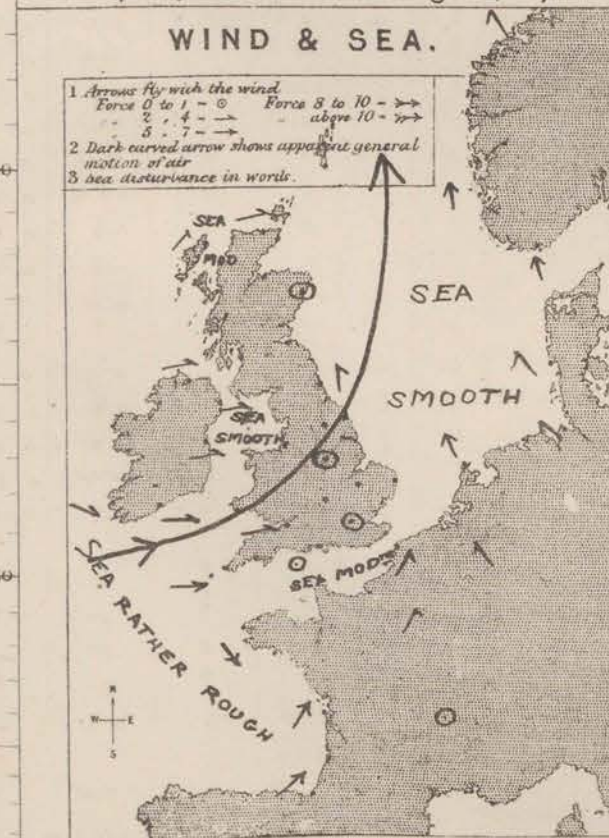 WIND & SEA.
1 Arrows fly with the wind
Force 0 to 1 - ⊙ Force 8 to 10 - ↠
" 2 " 4 - → " above 10 -
" 5 " 7 - →
2 Dark curved arrow shows apparent general
motion of air
3 Sea disturbance in words.
SEA
MOD
SEA
SMOOTH
SEA
SMOOTH
SEA MOD
SEA RATHER ROUGH
N
W E
S